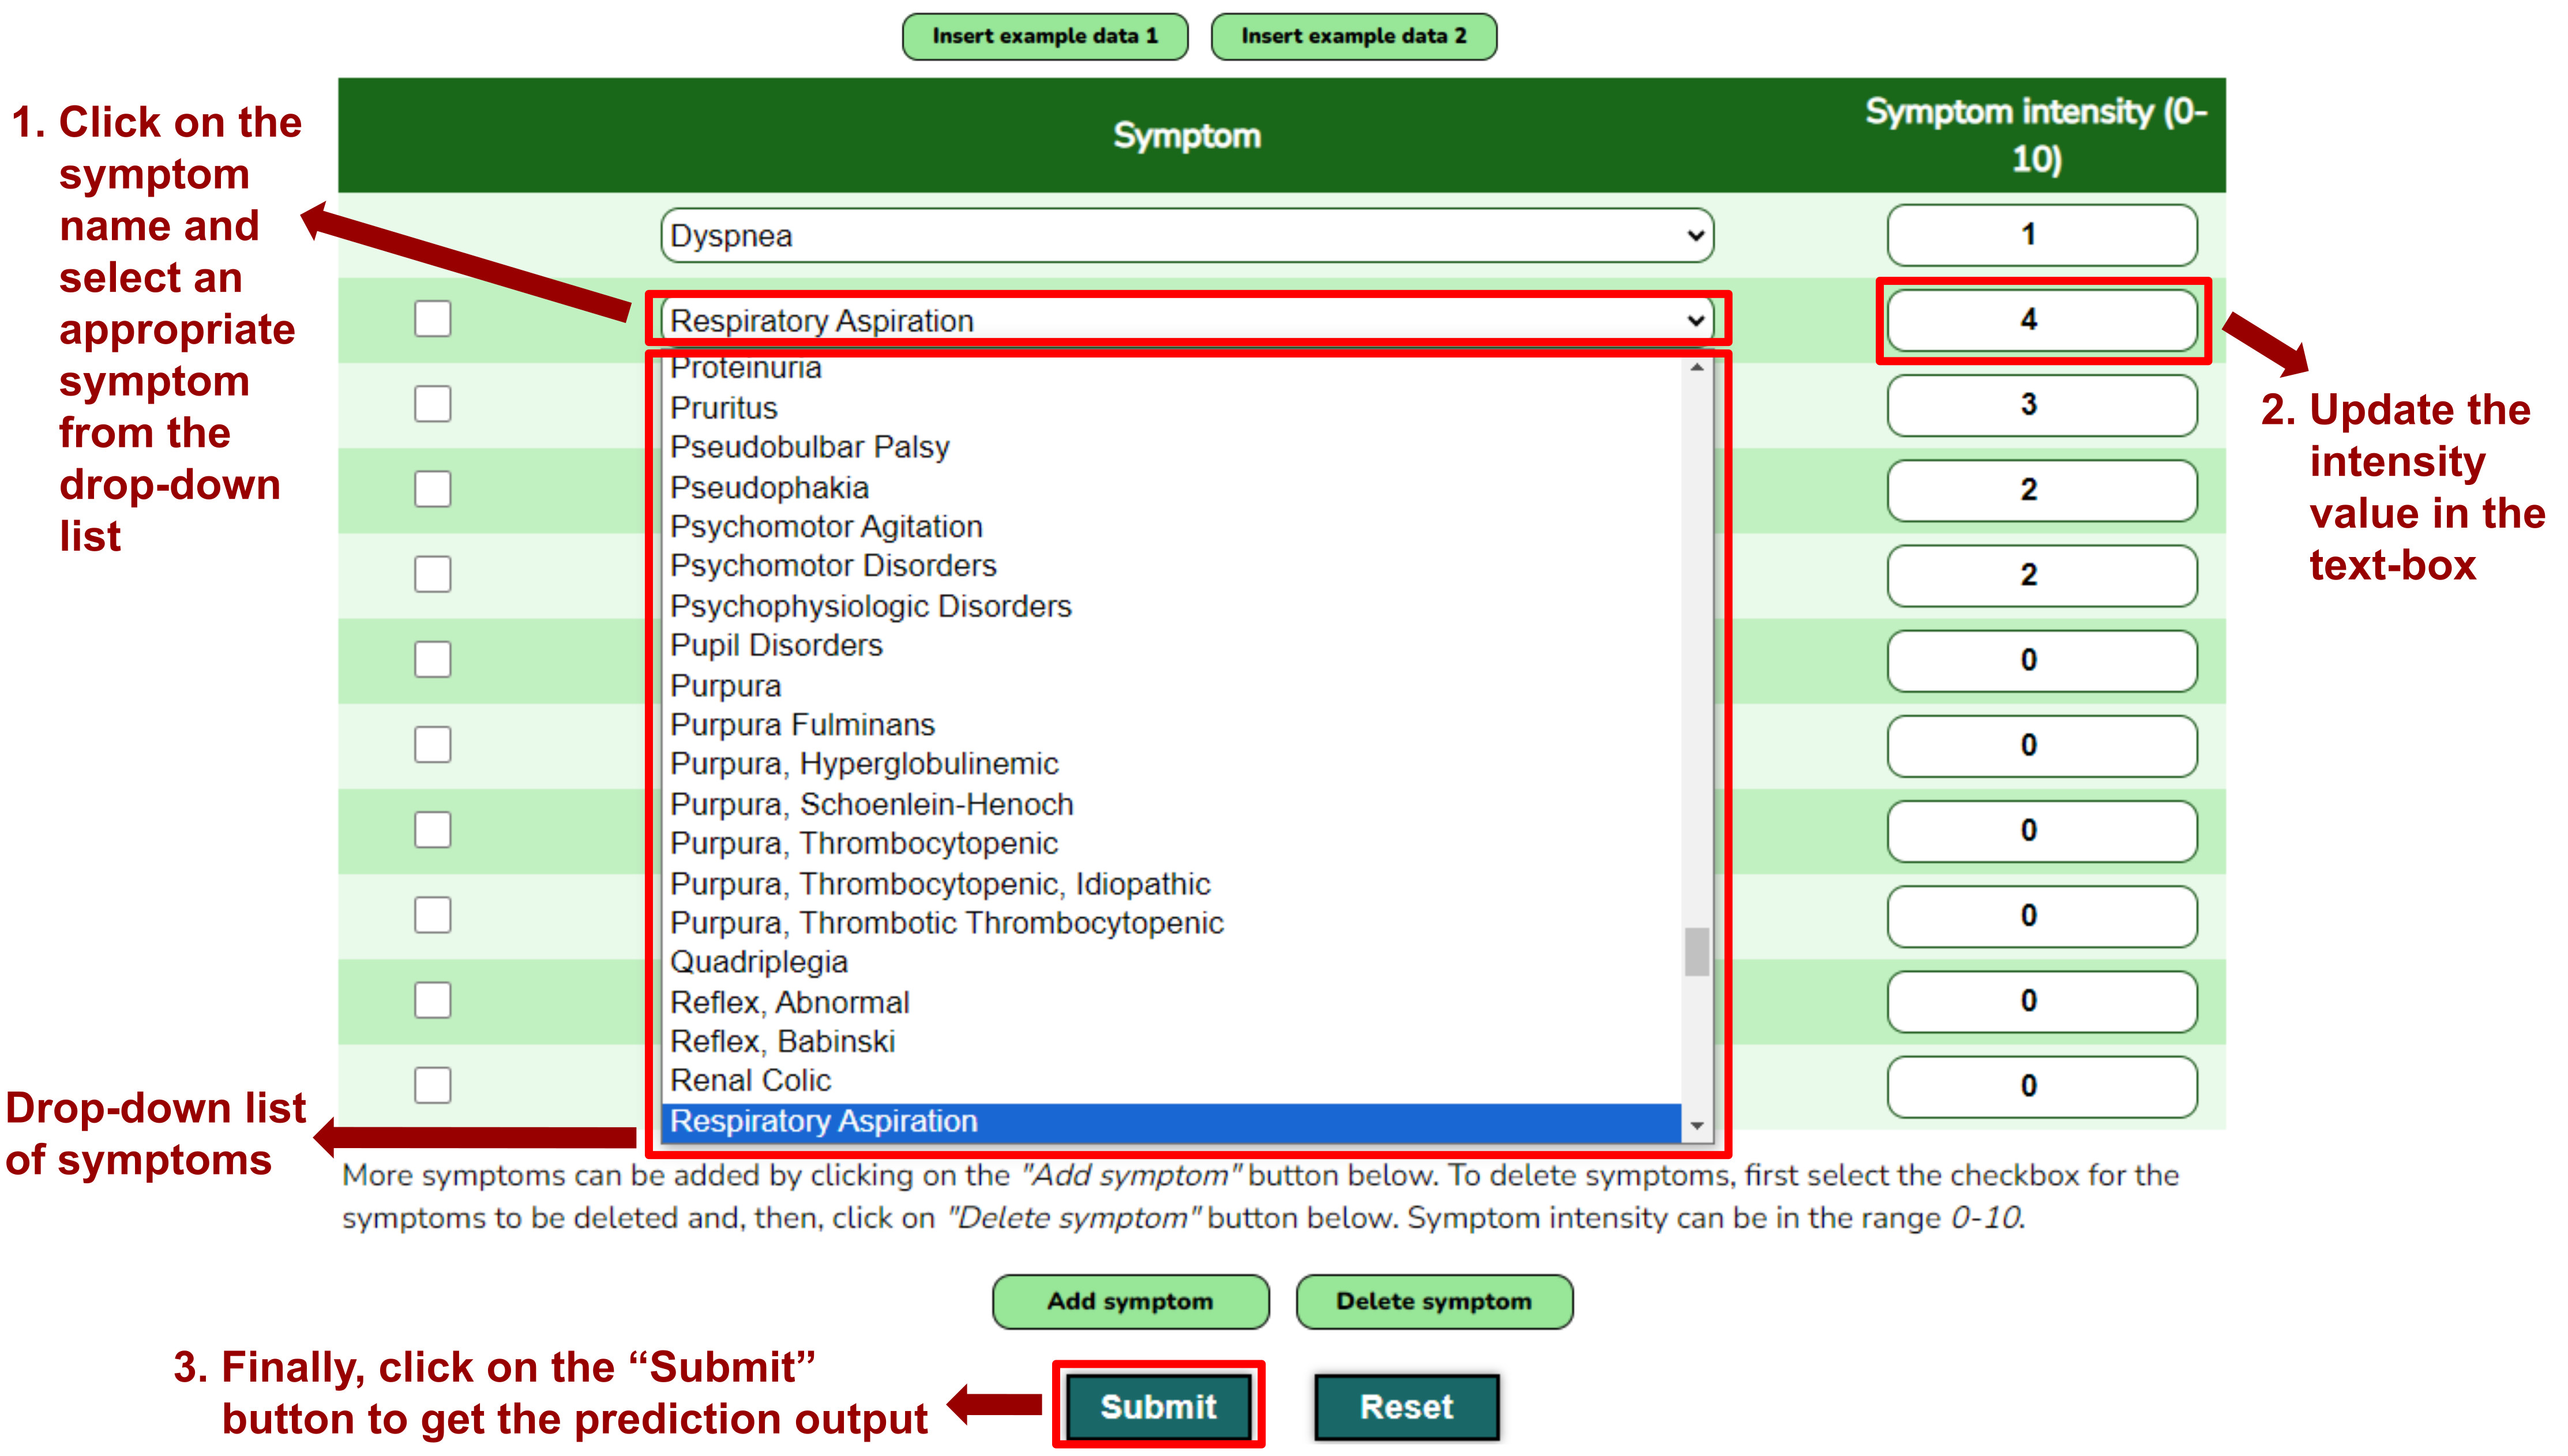 Insert example data 1
Insert example data 2
Symptom
Symptom intensity (0-
10)
1. Click on the
symptom
name and
select an
appropriate
symptom
from the
drop-down
list
Dyspnea
1
Respiratory Aspiration
4
3
2
2
0
0
0
0
0
0
2. Update the
intensity
value in the
text-box
Proteinuria
Pruritus
Pseudobulbar Palsy
Pseudophakia
Psychomotor Agitation
Psychomotor Disorders
Psychophysiologic Disorders
Pupil Disorders
Purpura
Purpura Fulminans
Purpura, Hyperglobulinemic
Purpura, Schoenlein-Henoch
Purpura, Thrombocytopenic
Purpura, Thrombocytopenic, Idiopathic
Purpura, Thrombotic Thrombocytopenic
Quadriplegia
Reflex, Abnormal
Reflex, Babinski
Renal Colic
Respiratory Aspiration
Drop-down list
of symptoms
More symptoms can be added by clicking on the "Add symptom" button below. To delete symptoms, first select the checkbox for the
symptoms to be deleted and, then, click on "Delete symptom" button below. Symptom intensity can be in the range 0-10.
Add symptom
Delete symptom
3. Finally, click on the “Submit”
button to get the prediction output
Submit
Reset